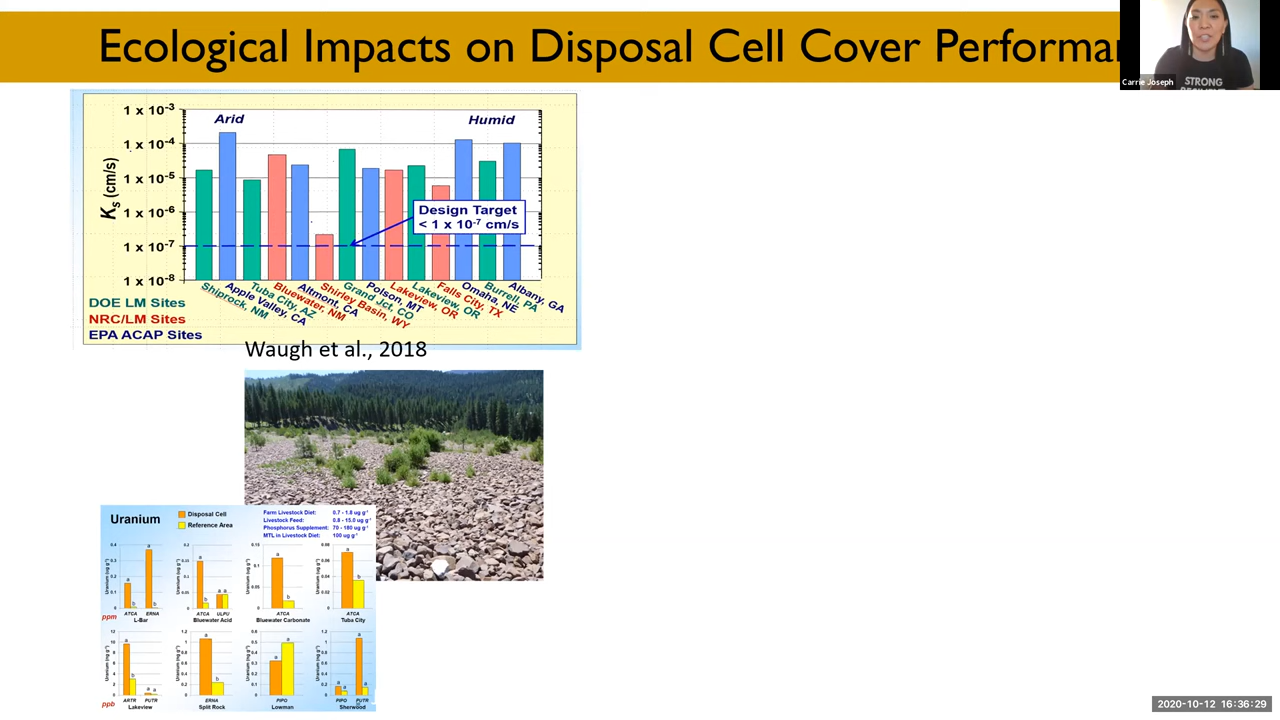 Ecological Impacts on Disposal Cell Cover Performa
Carrie Joseph
STRONG
1 x 10-3
1 x 10-4
1 x 10-5
1 x 10-6
1 x 10-7
1 x 10-8
Ks (cm/s)
Arid
Humid
Design Target
< 1 x 10-7 cm/s
Shiprock, NM
Apple Valley, CA
Tuba City, AZ
Bluewater, NM
Altmont, CA
Shirley Basin, WY
Grand Jct, CO
Polson, MT
Lakeview, OR
Lakeview, OR
Falls City, TX
Omaha, NE
Burrell, PA
Albany, GA
DOE LM Sites
NRC/LM Sites
EPA ACAP Sites
Waugh et al., 2018
Uranium
Disposal Cell
Reference Area
Farm Livestock Diet: 0.7 - 1.8 ug g-1
Livestock Feed: 0.8 - 15.0 ug g-1
Phosphorus Supplement: 70 - 180 ug g-1
MTL in Livestock Diet: 100 ug g-1
ppm
ATCA ERNA
L-Bar
ATCA ULPU
Bluewater Acid
ATCA
Bluewater Carbonate
ATCA
Tuba City
ppb
ARTR PUTR
Lakeview
ERNA
Split Rock
PIPO
Lowman
PIPO PUTR
Sherwood
2020-10-12 16:36:29